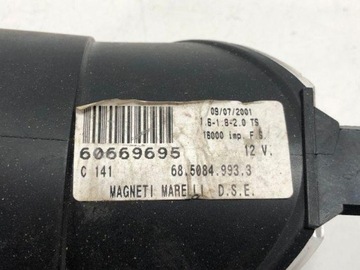 09/07/2001
1.6-1.8-2.0 TS
16000 imp. F S.
60669695 12 V.
C 141 68.5084.993.3
MAGNETI MARELLI D.S.E.